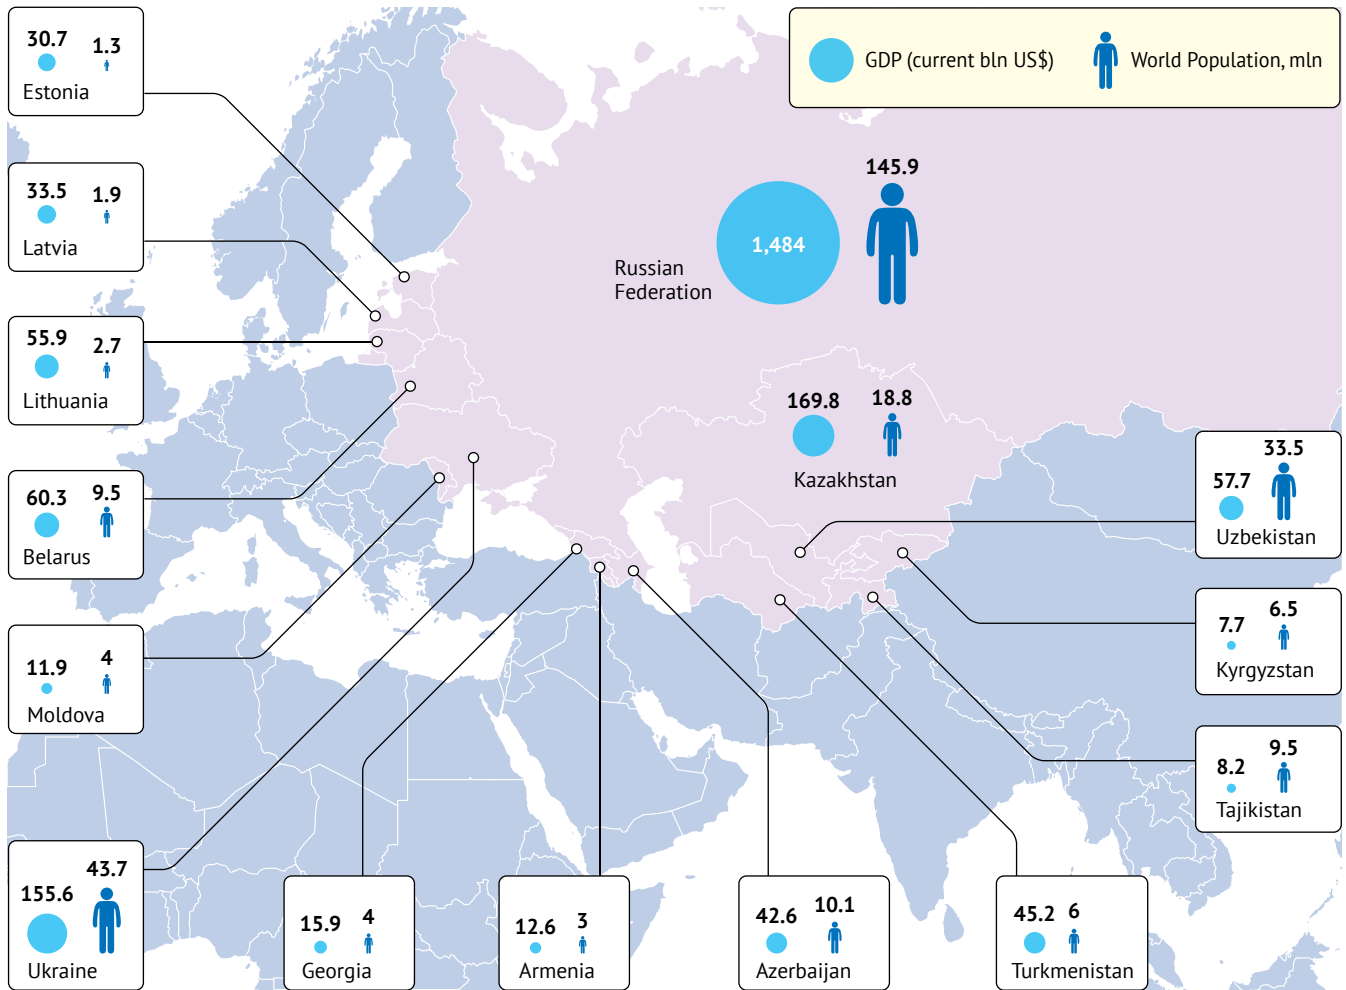 30.7 1.3
Estonia
33.5 1.9
Latvia
55.9 2.7
Lithuania
60.3 9.5
Belarus
11.9 4
Moldova
155.6 43.7
Ukraine
15.9 4
Georgia
12.6 3
Armenia
42.6 10.1
Azerbaijan
45.2 6
Turkmenistan
GDP (current bln US$) World Population, mln
145.9
1,484
Russian
Federation
169.8 18.8
Kazakhstan
57.7 33.5
Uzbekistan
7.7 6.5
Kyrgyzstan
8.2 9.5
Tajikistan